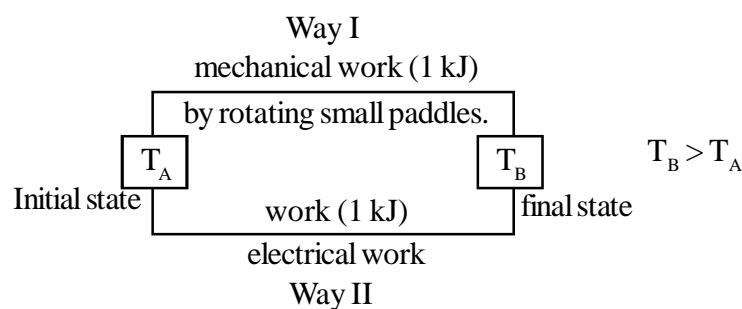 Way I
mechanical work (1 kJ)
by rotating small paddles.
T_A
T_B
T_B > T_A
Initial state
work (1 kJ)
final state
electrical work
Way II